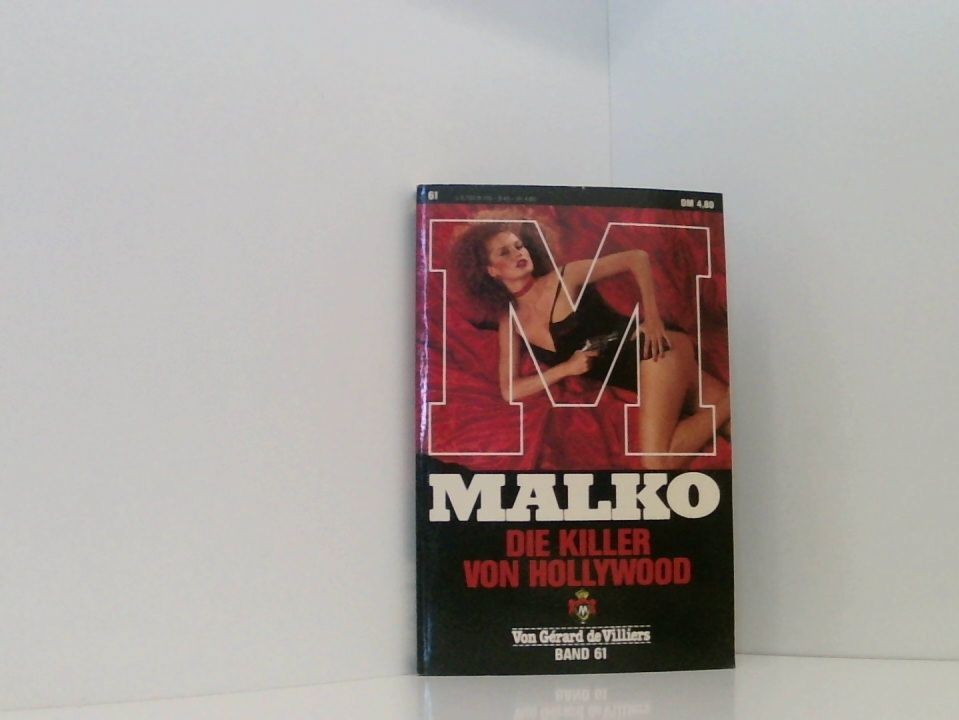 61
DM 4,80
M
MALKO
DIE KILLER
VON HOLLYWOOD
M
Von Gérard de Villiers
BAND 61